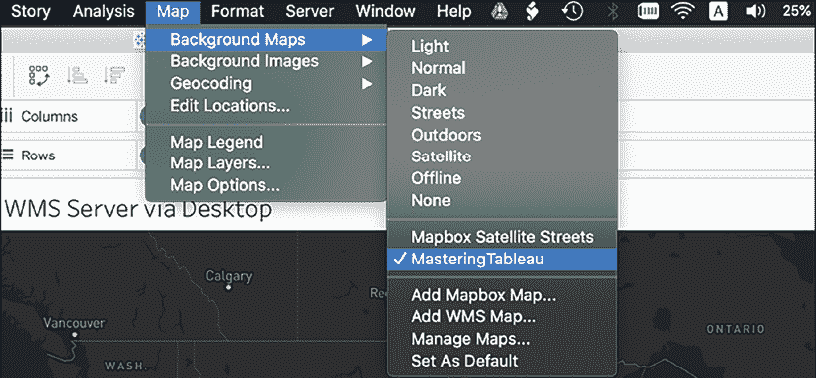 Story Analysis Map Format Server Window Help A 25%
Background Maps
Background Images
Geocoding
Edit Locations...
Map Legend
Map Layers...
Map Options...
Light
Normal
Dark
Streets
Outdoors
Satellite
Offline
None
Mapbox Satellite Streets
✓ MasteringTableau
Add Mapbox Map...
Add WMS Map...
Manage Maps...
Set As Default
iii Columns
Rows
WMS Server via Desktop
Calgary
Vancouver
WASH.
ONTARIO